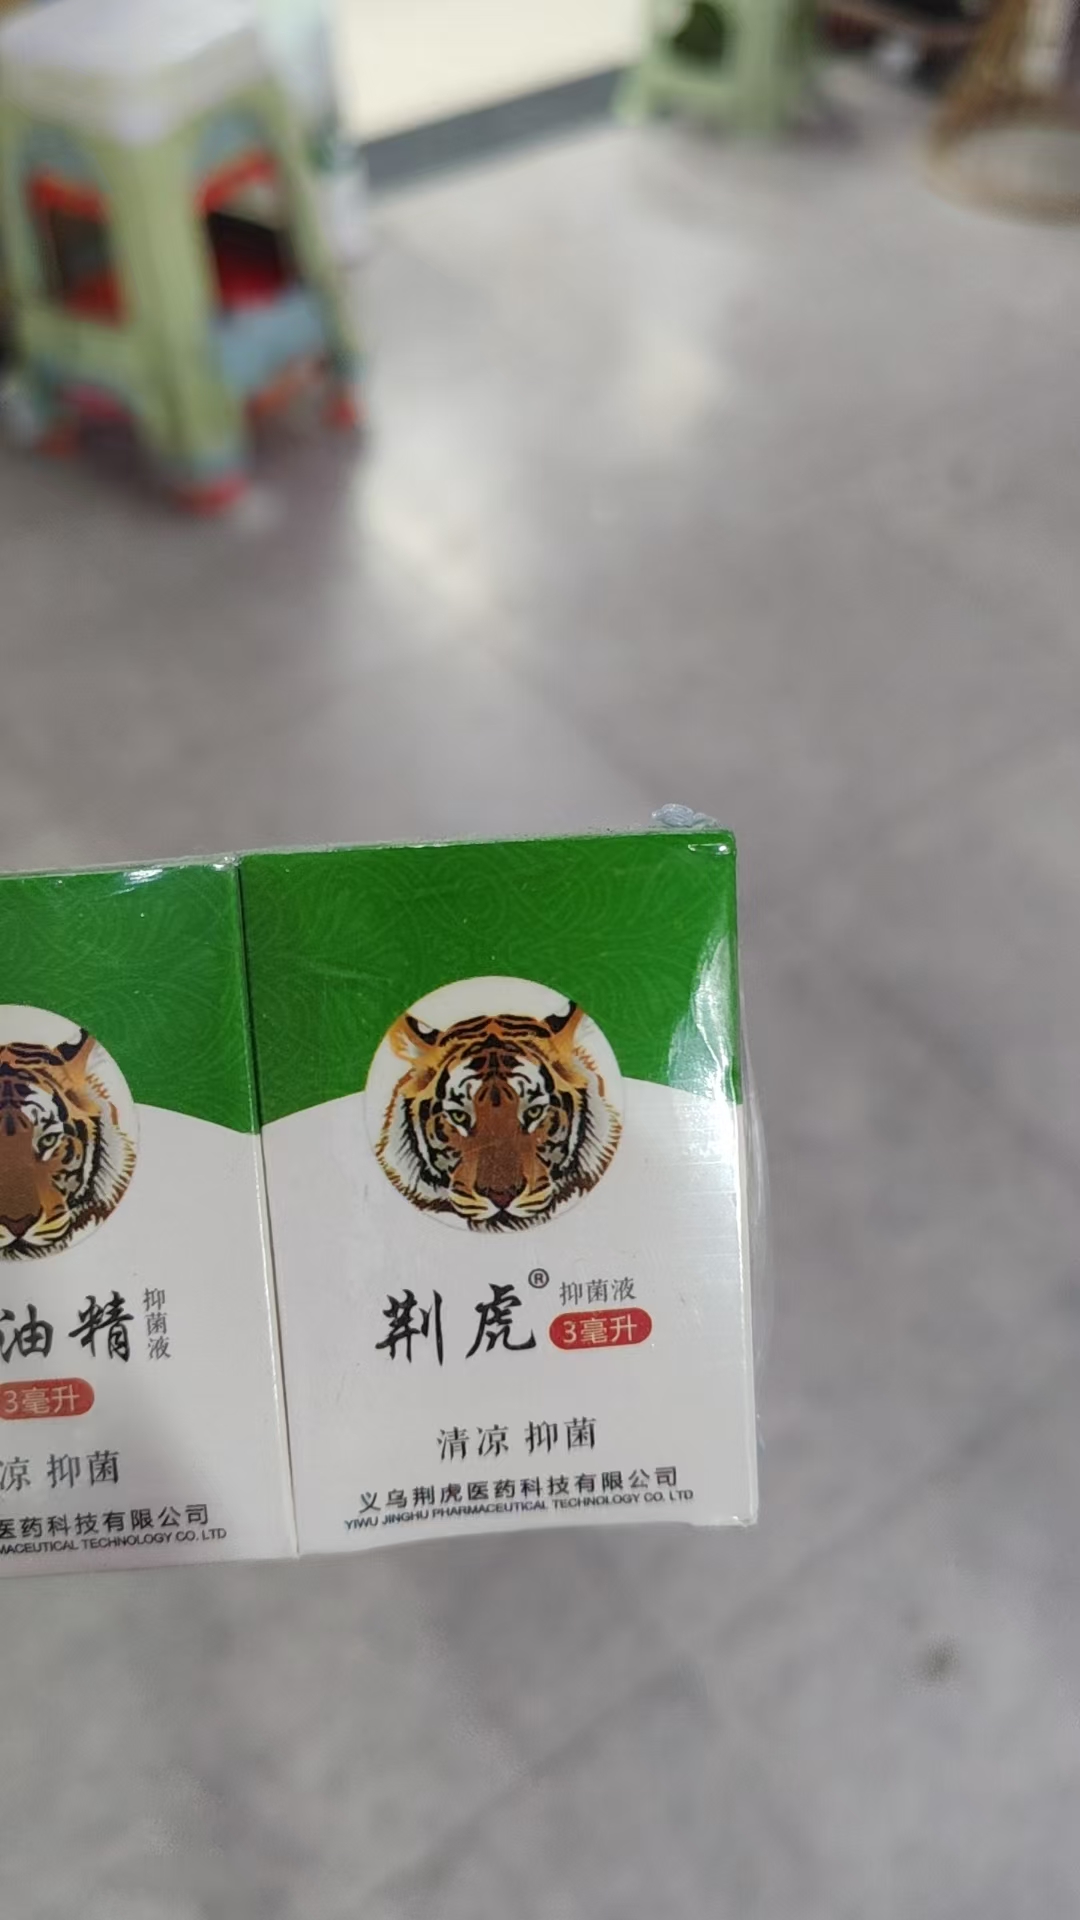 油精
抑菌液
3毫升
凉 抑菌
医药科技有限公司
MACEUTICAL TECHNOLOGY CO. LTD
荆虎®
抑菌液
3毫升
清凉 抑菌
义乌荆虎医药科技有限公司
YIWU JINGHU PHARMACEUTICAL TECHNOLOGY CO. LTD